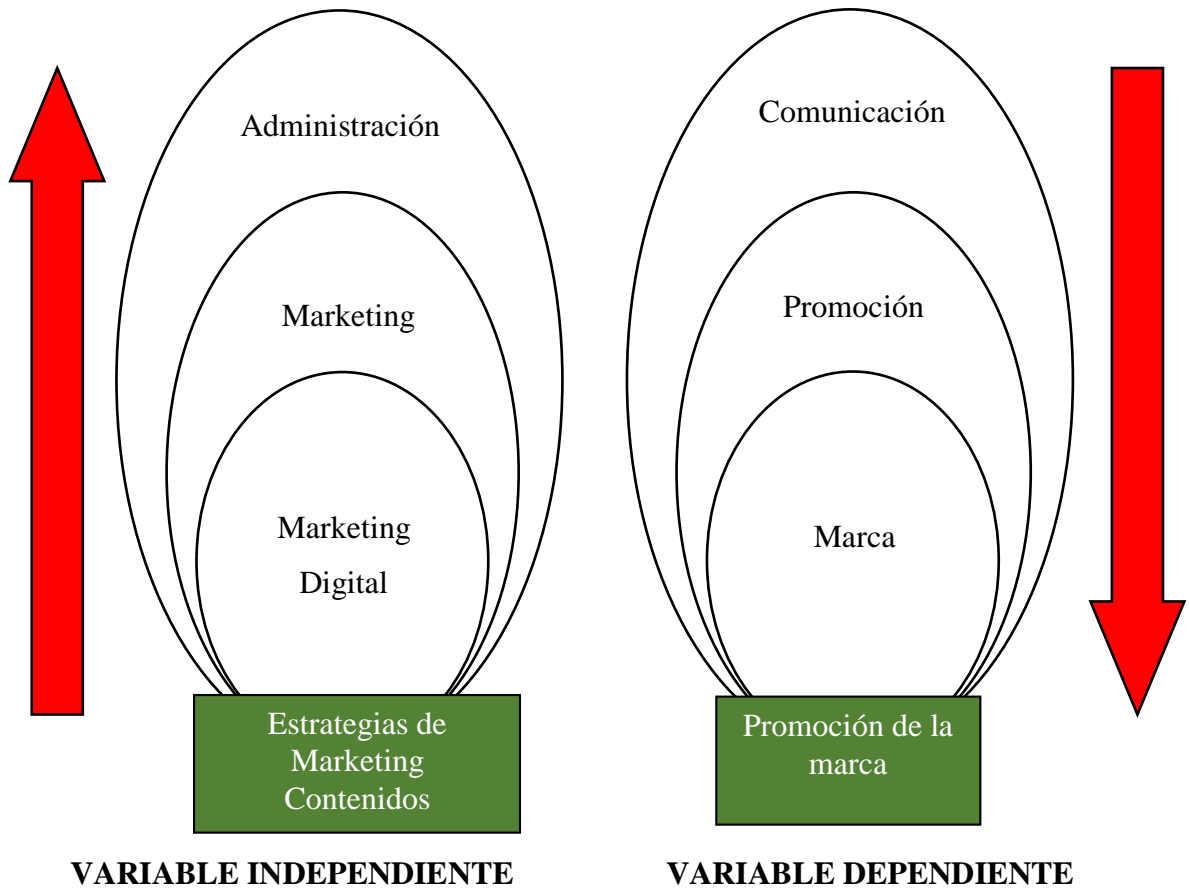 Administración
Marketing
Marketing
Digital
Estrategias de
Marketing
Contenidos
VARIABLE INDEPENDIENTE
Comunicación
Promoción
Marca
Promoción de la
marca
VARIABLE DEPENDIENTE